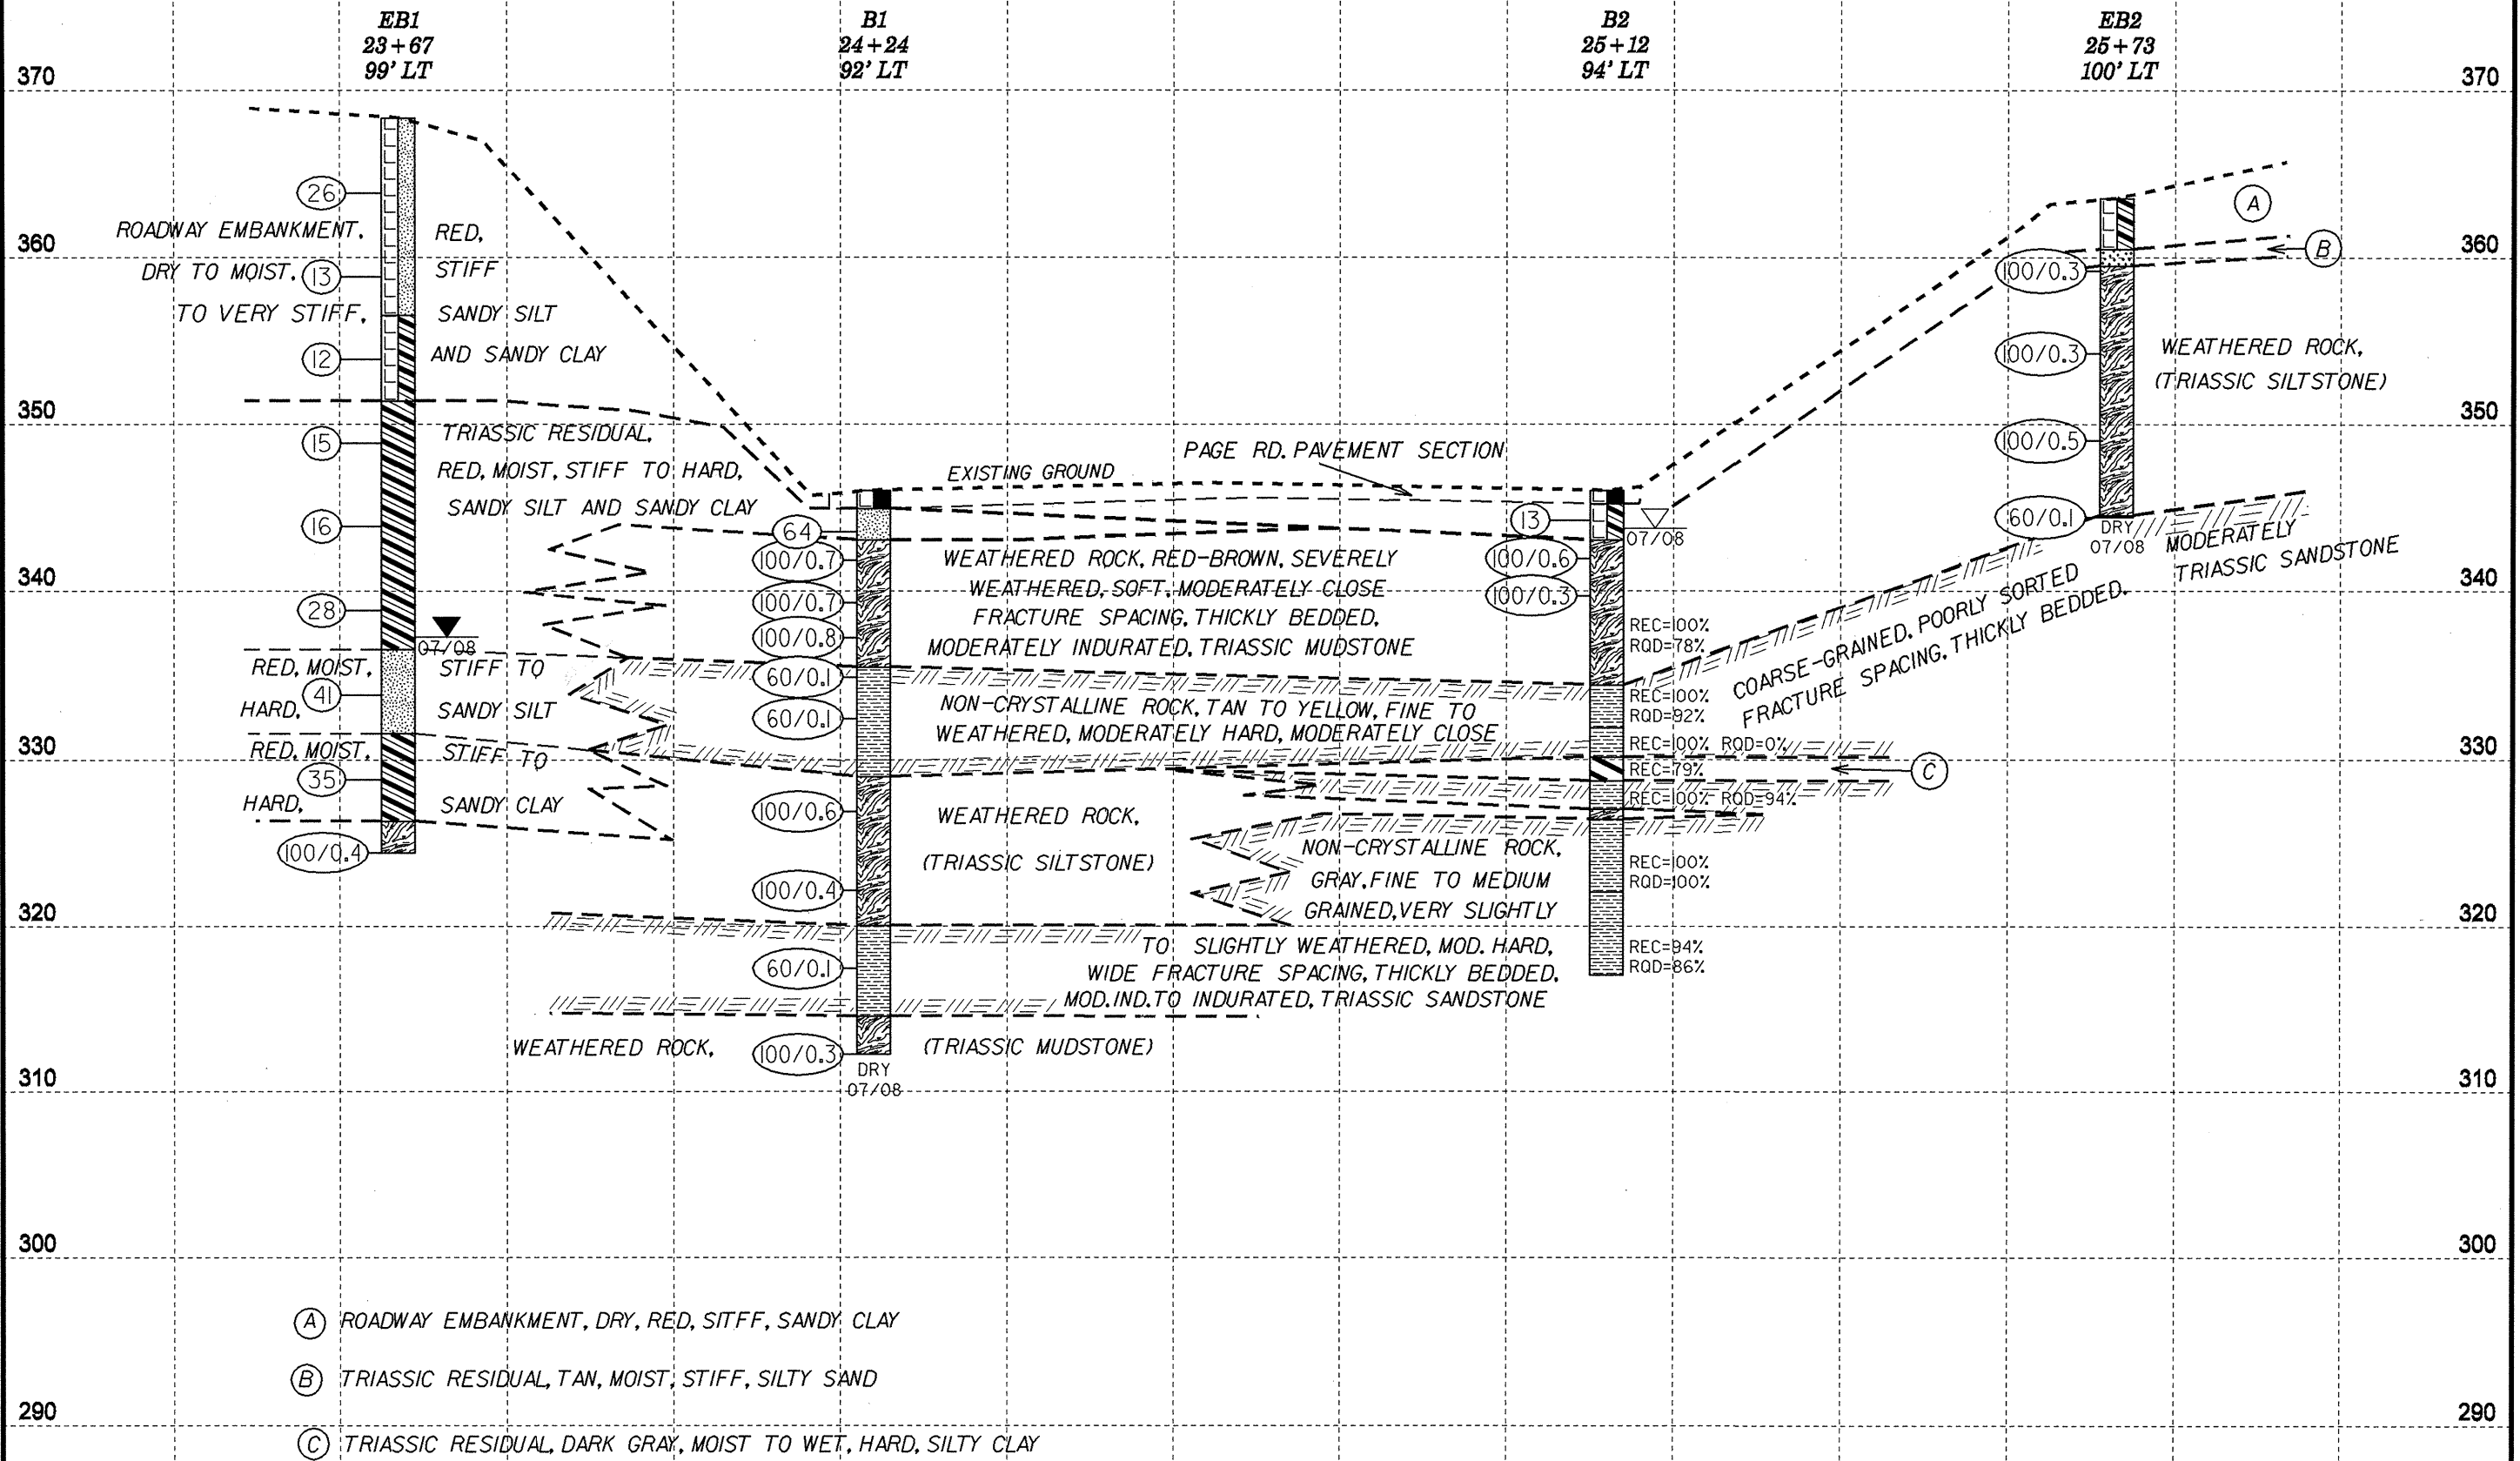 EB1
23+67
99' LT
B1
24+24
92' LT
B2
25+12
94' LT
EB2
25+73
100' LT
370
370
26
ROADWAY EMBANKMENT,
RED,
360
360
DRY TO MOIST,
13
STIFF
TO VERY STIFF,
SANDY SILT
12
AND SANDY CLAY
A
B
100/0.3
100/0.3
WEATHERED ROCK,
(TRIASSIC SILTSTONE)
350
350
15
TRIASSIC RESIDUAL,
RED, MOIST, STIFF TO HARD,
SANDY SILT AND SANDY CLAY
16
EXISTING GROUND
PAGE RD. PAVEMENT SECTION
100/0.5
64
13
07/08
60/0.1
DRY
07/08
MODERATELY
TRIASSIC SANDSTONE
100/0.7
WEATHERED ROCK, RED-BROWN, SEVERELY
WEATHERED, SOFT, MODERATELY CLOSE
FRACTURE SPACING, THICKLY BEDDED,
MODERATELY INDURATED, TRIASSIC MUDSTONE
100/0.6
340
340
100/0.7
100/0.3
28
100/0.8
07/08
REC=100%
RQD=78%
COARSE-GRAINED, POORLY SORTED
FRACTURE SPACING, THICKLY BEDDED.
RED, MOIST,
STIFF TO
41
HARD,
SANDY SILT
60/0.1
60/0.1
NON-CRYSTALLINE ROCK, TAN TO YELLOW, FINE TO
WEATHERED, MODERATELY HARD, MODERATELY CLOSE
REC=100%
RQD=92%
330
330
RED, MOIST,
STIFF TO
35
HARD,
SANDY CLAY
REC=100% RQD=0%
REC=79%
C
REC=100% RQD=94%
100/0.4
100/0.6
WEATHERED ROCK,
(TRIASSIC SILTSTONE)
100/0.4
NON-CRYSTALLINE ROCK,
GRAY, FINE TO MEDIUM
GRAINED, VERY SLIGHTLY
TO SLIGHTLY WEATHERED, MOD. HARD,
WIDE FRACTURE SPACING, THICKLY BEDDED,
MOD. IND. TO INDURATED, TRIASSIC SANDSTONE
REC=100%
RQD=100%
320
320
REC=94%
RQD=86%
60/0.1
WEATHERED ROCK,
100/0.3
(TRIASSIC MUDSTONE)
DRY
07/08
310
310
300
300
A ROADWAY EMBANKMENT, DRY, RED, SITFF, SANDY CLAY
B TRIASSIC RESIDUAL, TAN, MOIST, STIFF, SILTY SAND
290
290
C TRIASSIC RESIDUAL, DARK GRAY, MOIST TO WET, HARD, SILTY CLAY